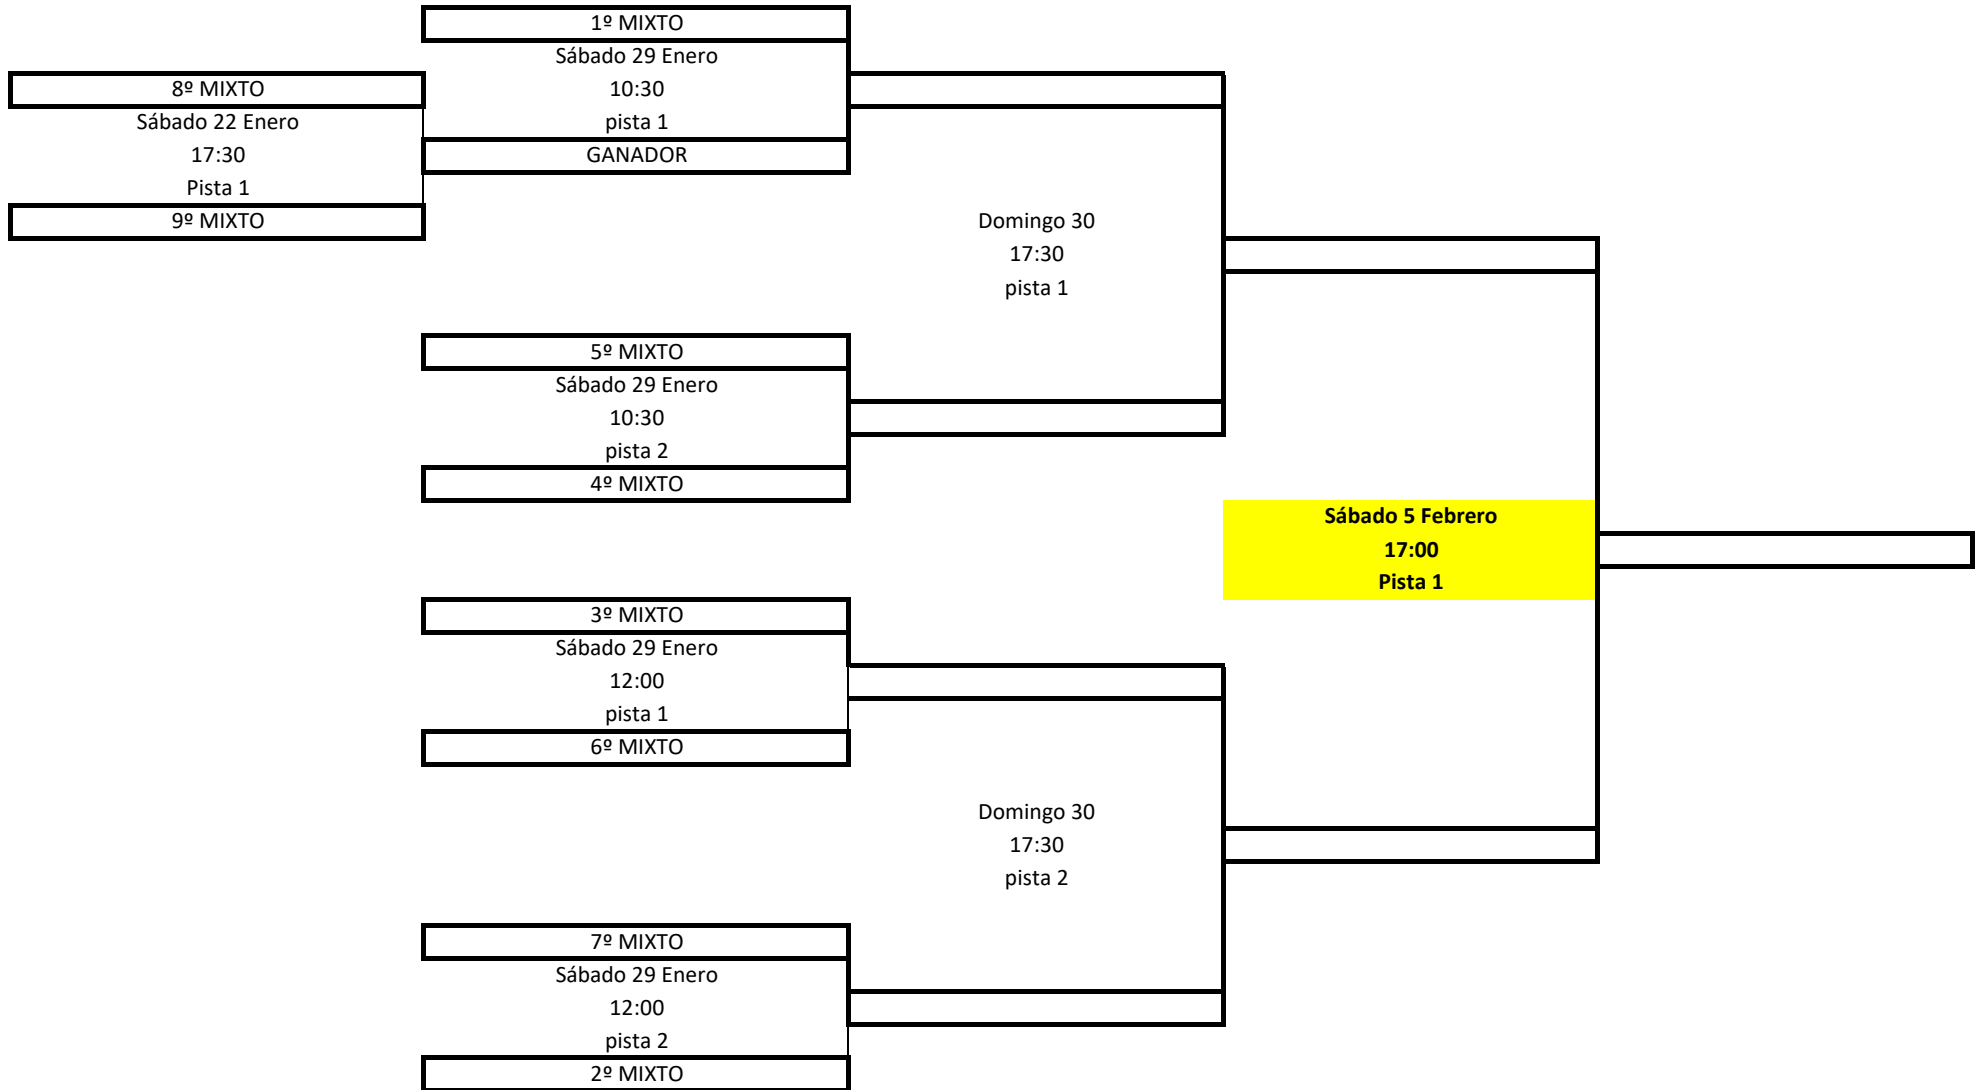 8º MIXTO
Sábado 22 Enero
17:30
Pista 1
9º MIXTO
1º MIXTO
Sábado 29 Enero
10:30
pista 1
GANADOR
5º MIXTO
Sábado 29 Enero
10:30
pista 2
4º MIXTO
3º MIXTO
Sábado 29 Enero
12:00
pista 1
6º MIXTO
7º MIXTO
Sábado 29 Enero
12:00
pista 2
2º MIXTO
Domingo 30
17:30
pista 1
Domingo 30
17:30
pista 2
Sábado 5 Febrero
17:00
Pista 1